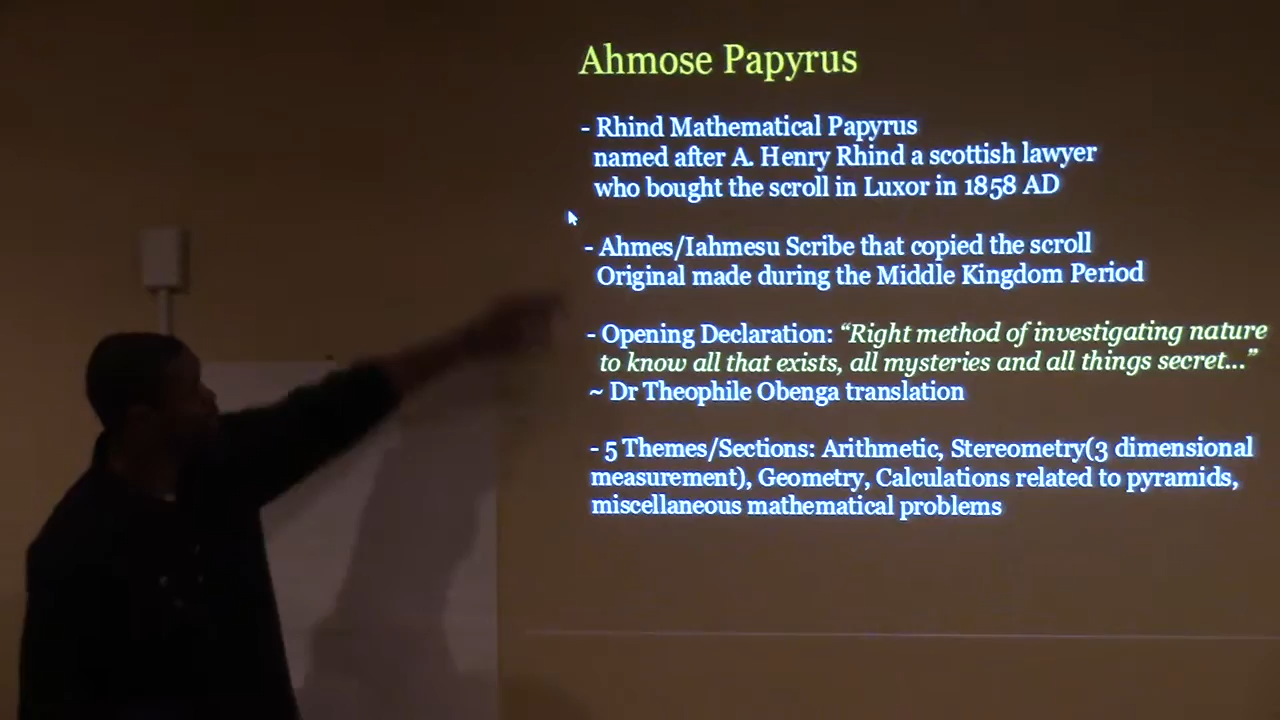 Ahmose Papyrus
- Rhind Mathematical Papyrus
named after A. Henry Rhind a scottish lawyer
who bought the scroll in Luxor in 1858 AD
- Ahmes/Iahmesu Scribe that copied the scroll
Original made during the Middle Kingdom Period
- Opening Declaration: “Right method of investigating nature
to know all that exists, all mysteries and all things secret...”
~ Dr Theophile Obenga translation
- 5 Themes/Sections: Arithmetic, Stereometry(3 dimensional
measurement), Geometry, Calculations related to pyramids,
miscellaneous mathematical problems